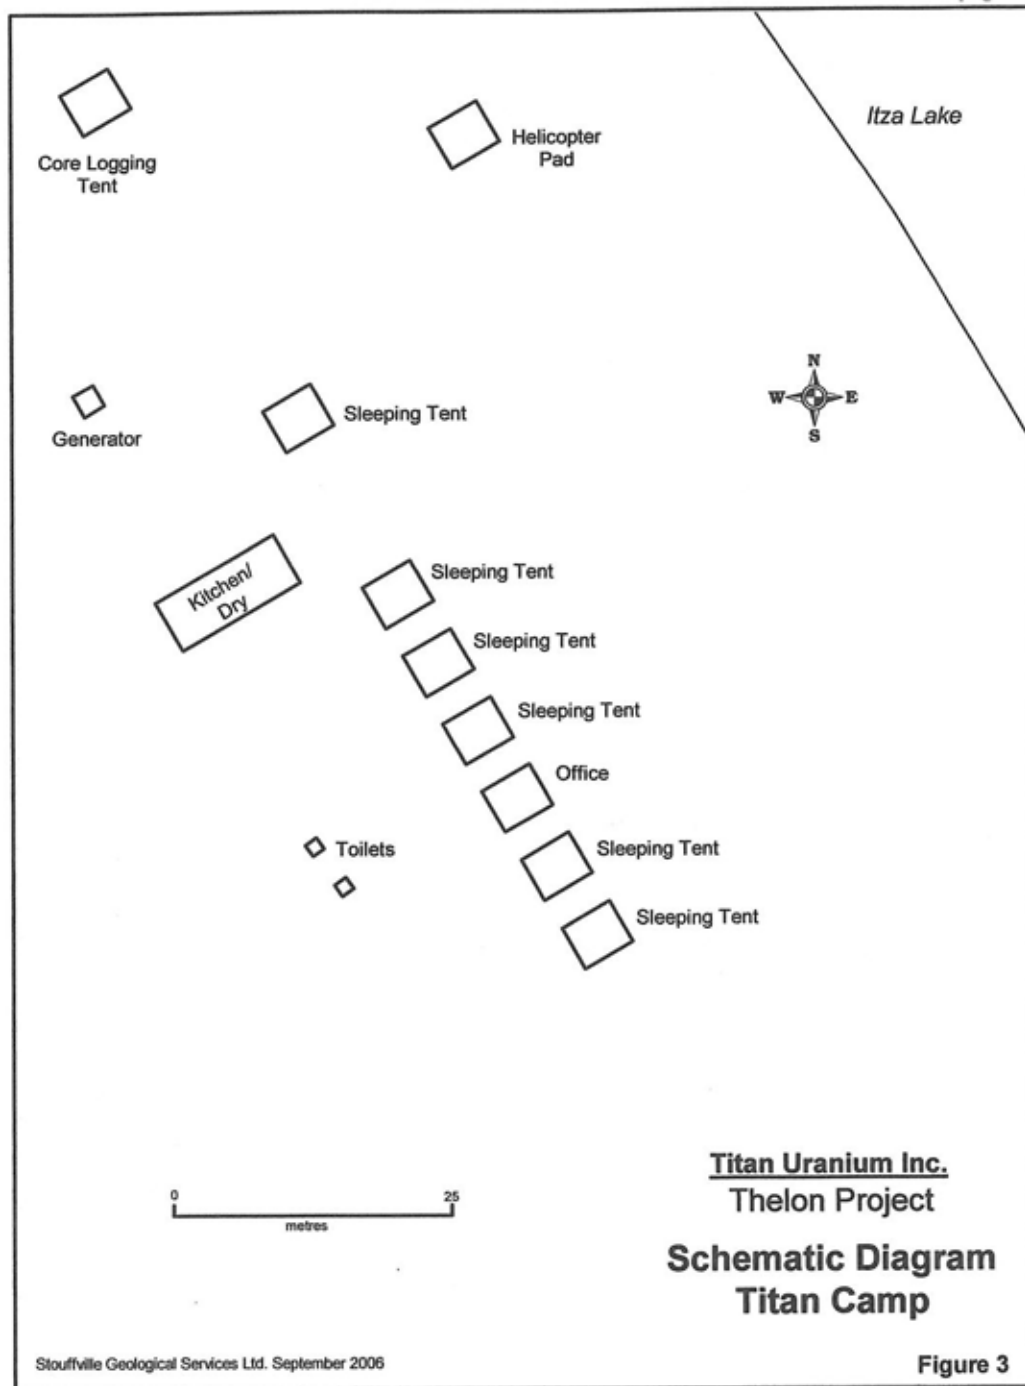 Itza Lake
Helicopter
Pad
Core Logging
Tent
N
W E
S
Sleeping Tent
Generator
Kitchen/
Dry
Sleeping Tent
Sleeping Tent
Sleeping Tent
Office
Toilets
Sleeping Tent
Sleeping Tent
0 25
metres
Titan Uranium Inc.
Thelon Project
Schematic Diagram
Titan Camp
Stouffville Geological Services Ltd. September 2006
Figure 3